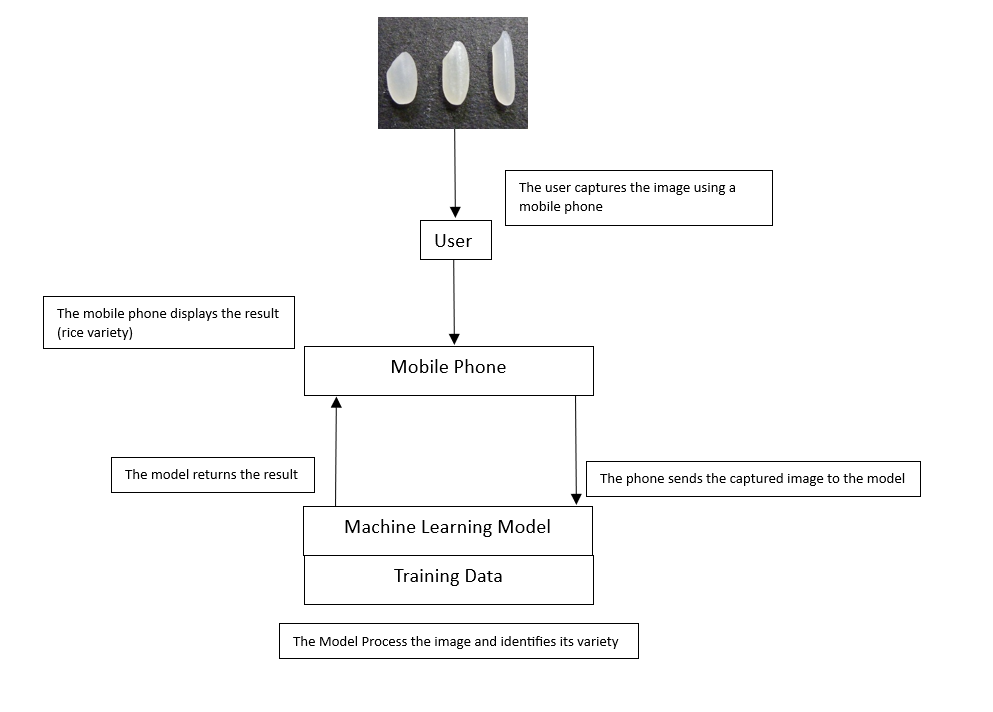 The user captures the image using a
mobile phone
User
The mobile phone displays the result
(rice variety)
Mobile Phone
The model returns the result
The phone sends the captured image to the model
Machine Learning Model
Training Data
The Model Process the image and identifies its variety